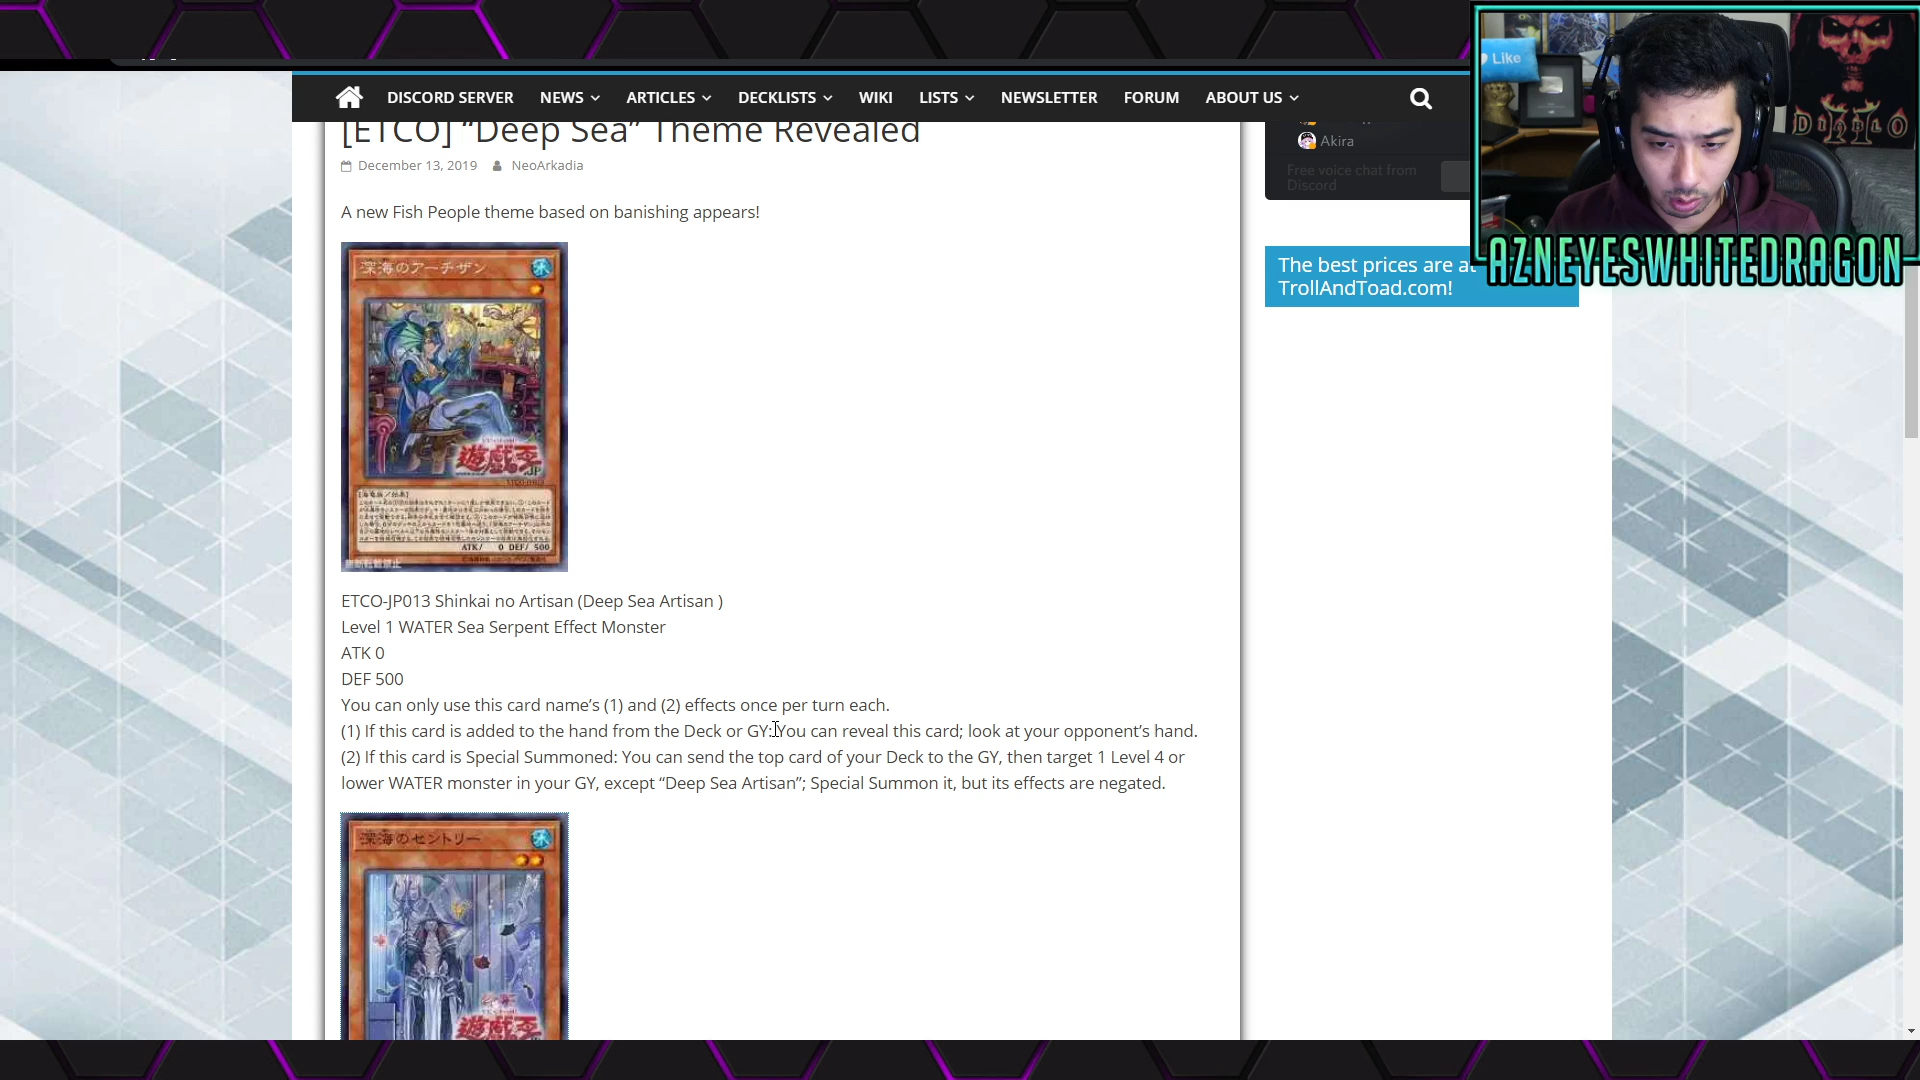 DISCORD SERVER NEWS ARTICLES DECKLISTS WIKI LISTS NEWSLETTER FORUM ABOUT US
[ETCO] “Deep Sea” Theme Revealed
December 13, 2019 NeoArkadia
A new Fish People theme based on banishing appears!
深海のアーチザン
遊戯王
ATK/ 0 DEF/ 500
ETCO-JP013 Shinkai no Artisan (Deep Sea Artisan )
Level 1 WATER Sea Serpent Effect Monster
ATK 0
DEF 500
You can only use this card name’s (1) and (2) effects once per turn each.
(1) If this card is added to the hand from the Deck or GY: You can reveal this card; look at your opponent’s hand.
(2) If this card is Special Summoned: You can send the top card of your Deck to the GY, then target 1 Level 4 or
lower WATER monster in your GY, except “Deep Sea Artisan”; Special Summon it, but its effects are negated.
深海のセントリー
遊戯王
Akira
Free voice chat from
Discord
The best prices are at
TrollAndToad.com!
Like
DIABLO
AZNEYESWHITEDRAGON